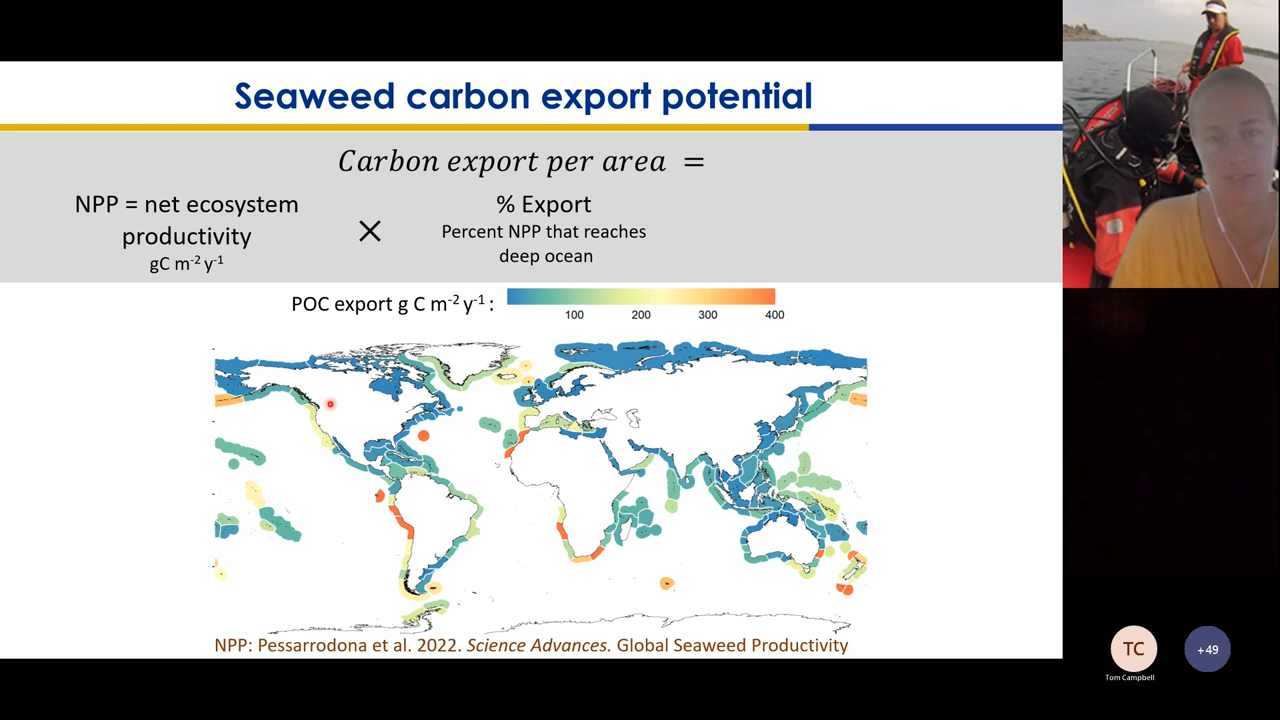 Seaweed carbon export potential
Carbon export per area =
NPP = net ecosystem
productivity
gC m⁻² y⁻¹
×
% Export
Percent NPP that reaches
deep ocean
POC export g C m⁻² y⁻¹ :
100 200 300 400
NPP: Pessarrodona et al. 2022. Science Advances. Global Seaweed Productivity
TC
+49
Tom Campbell